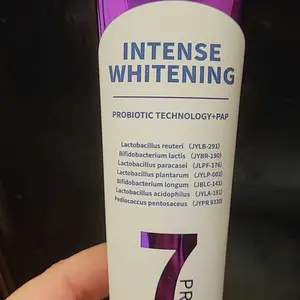 INTENSE
WHITENING
PROBIOTIC TECHNOLOGY+PAP
Lactobacillus reuteri (JYLB-291)
Bifidobacterium lactis (JYBR-190)
Lactobacillus paracasei (JLPF-176)
Lactobacillus plantarum (JYLP-002)
Bifidobacterium longum (JBLC-141)
Lactobacillus acidophilus (JYLA-191)
Pediococcus pentosaceus (JYPR 9330)
7
PR